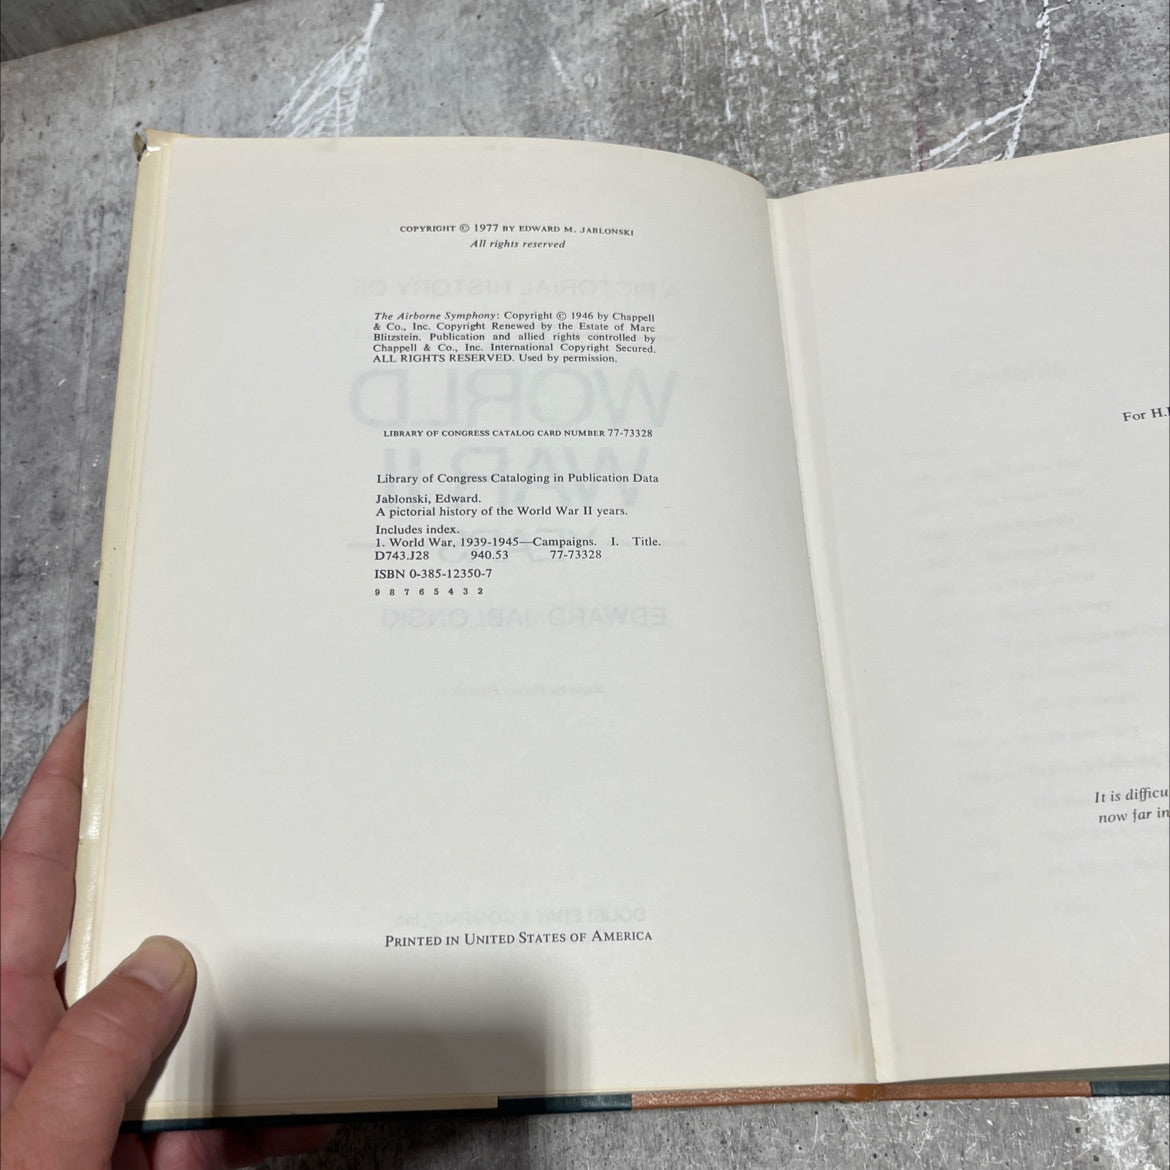 COPYRIGHT © 1977 BY EDWARD M. JABLONSKI
All rights reserved
The Airborne Symphony: Copyright © 1946 by Chappell
& Co., Inc. Copyright Renewed by the Estate of Marc
Blitzstein. Publication and allied rights controlled by
Chappell & Co., Inc. International Copyright Secured.
ALL RIGHTS RESERVED. Used by permission.
LIBRARY OF CONGRESS CATALOG CARD NUMBER 77-73328
Library of Congress Cataloging in Publication Data
Jablonski, Edward.
A pictorial history of the World War II years.
Includes index.
1. World War, 1939-1945—Campaigns. I. Title.
D743.J28 940.53 77-73328
ISBN 0-385-12350-7
9 8 7 6 5 4 3 2
PRINTED IN UNITED STATES OF AMERICA
For H.
It is difficu
now far in